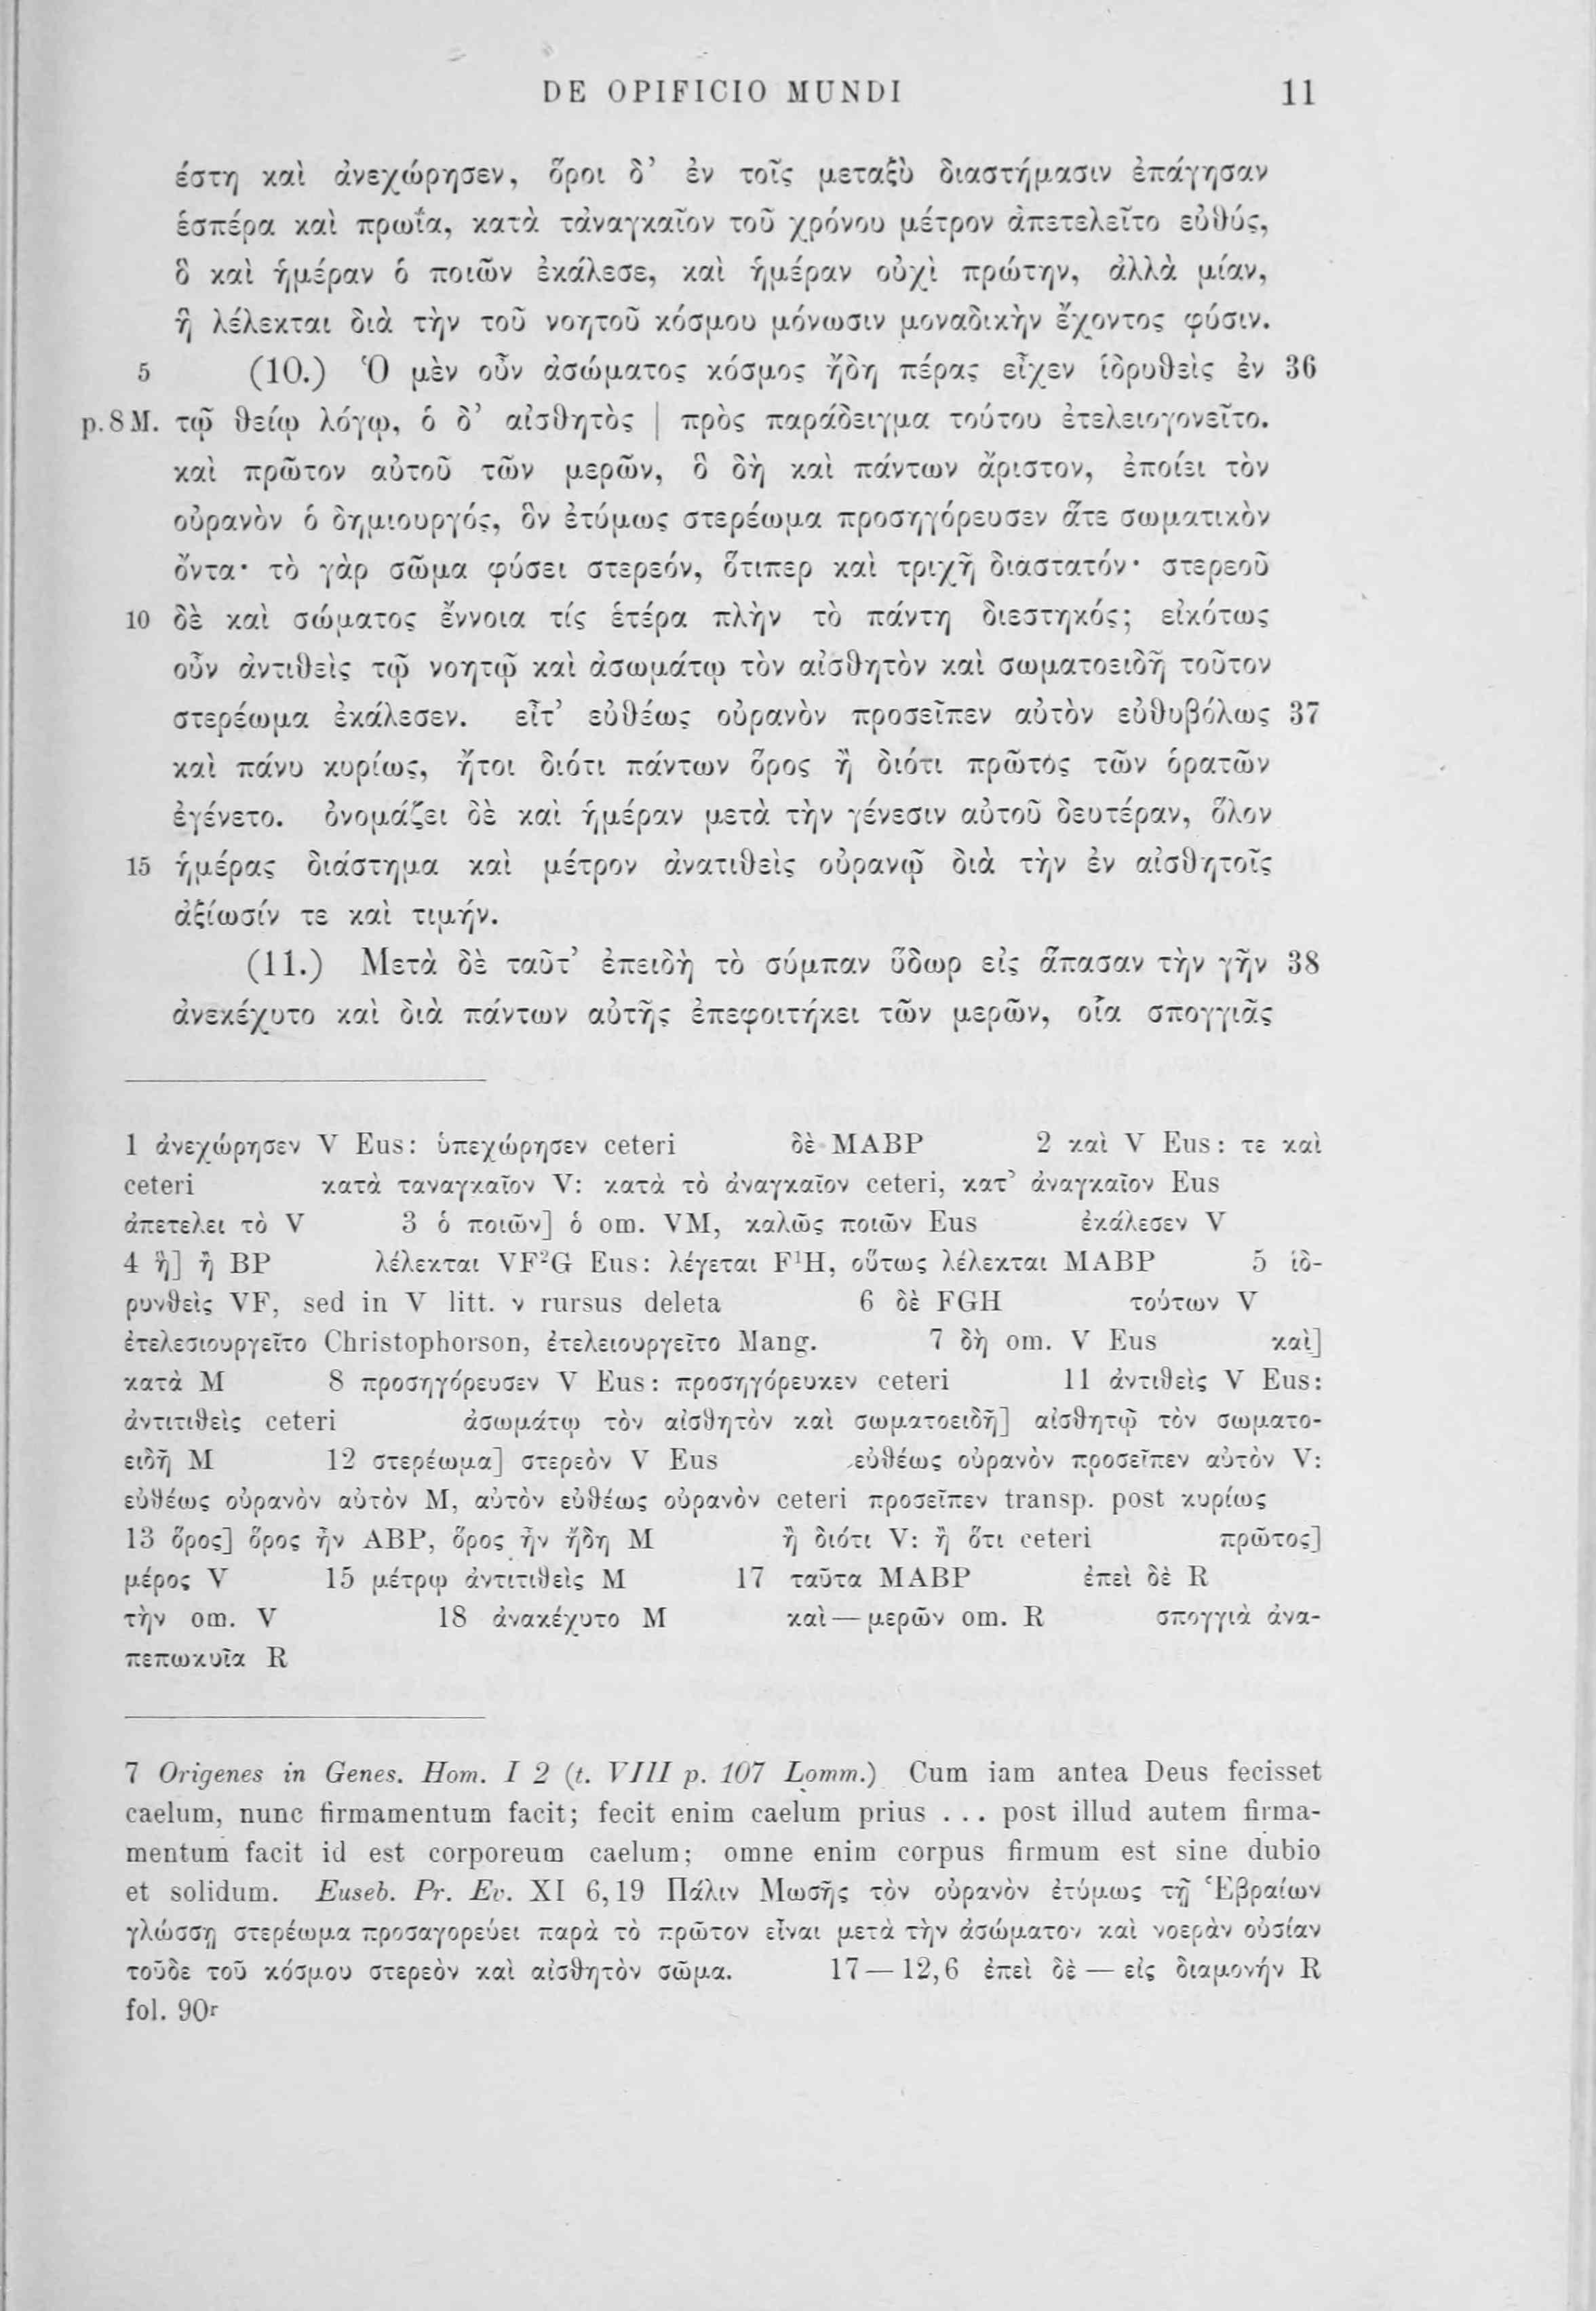 DE OPIFICIO MUNDI 11
έστη καὶ ἀνεχώρησεν, ὅροι δ’ ἐν τοῖς μεταξὺ διαστήμασιν ἐπάγησαν
ἑσπέρα καὶ πρωΐα, κατὰ τἀναγκαῖον τοῦ χρόνου μέτρον ἀπετελεῖτο εὐθύς,
ὃ καὶ ἡμέραν ὁ ποιῶν ἐκάλεσε, καὶ ἡμέραν οὐχὶ πρώτην, ἀλλὰ μίαν,
ἣ λέλεκται διὰ τὴν τοῦ νοητοῦ κόσμου μόνωσιν μοναδικὴν ἔχοντος φύσιν.
5 (10.) Ὁ μὲν οὖν ἀσώματος κόσμος ἤδη πέρας εἶχεν ἱδρυθεὶς ἐν 36
p. 8 M. τῷ θείῳ λόγῳ, ὁ δ’ αἰσθητὸς | πρὸς παράδειγμα τούτου ἐτελειογονεῖτο.
καὶ πρῶτον αὐτοῦ τῶν μερῶν, ὃ δὴ καὶ πάντων ἄριστον, ἐποίει τὸν
οὐρανὸν ὁ δημιουργός, ὃν ἐτύμως στερέωμα προσηγόρευσεν ἅτε σωματικὸν
ὄντα· τὸ γὰρ σῶμα φύσει στερεόν, ὅτιπερ καὶ τριχῆ διαστατόν· στερεοῦ
10 δὲ καὶ σώματος ἔννοια τίς ἑτέρα πλὴν τὸ πάντη διεστηκός; εἰκότως
οὖν ἀντιθεὶς τῷ νοητῷ καὶ ἀσωμάτῳ τὸν αἰσθητὸν καὶ σωματοειδῆ τοῦτον
στερέωμα ἐκάλεσεν. εἶτ’ εὐθέως οὐρανὸν προσεῖπεν αὐτὸν εὐθυβόλως 37
καὶ πάνυ κυρίως, ἤτοι διότι πάντων ὅρος ἢ διότι πρῶτος τῶν ὁρατῶν
ἐγένετο. ὀνομάζει δὲ καὶ ἡμέραν μετὰ τὴν γένεσιν αὐτοῦ δευτέραν, ὅλον
15 ἡμέρας διάστημα καὶ μέτρον ἀνατιθεὶς οὐρανῷ διὰ τὴν ἐν αἰσθητοῖς
ἀξίωσίν τε καὶ τιμήν.
(11.) Μετὰ δὲ ταῦτ’ ἐπειδὴ τὸ σύμπαν ὕδωρ εἰς ἅπασαν τὴν γῆν 38
ἀνεκέχυτο καὶ διὰ πάντων αὐτῆς ἐπεφοιτήκει τῶν μερῶν, οἷα σπογγιᾶς
1 ἀνεχώρησεν V Eus: ὑπεχώρησεν ceteri δὲ MABP 2 καὶ V Eus: τε καὶ
ceteri κατὰ ταναγκαῖον V: κατὰ τὸ ἀναγκαῖον ceteri, κατ’ ἀναγκαῖον Eus
ἀπετελει τὸ V 3 ὁ ποιῶν] ὁ om. VM, καλῶς ποιῶν Eus ἐκάλεσεν V
4 ἣ] ἢ BP λέλεκται VF²G Eus: λέγεται F¹H, οὕτως λέλεκται MABP 5 ἱδ-
ρυνθεὶς VF, sed in V litt. ν rursus deleta 6 δὲ FGH τούτων V
ἐτελεσιουργεῖτο Christophorson, ἐτελειουργεῖτο Mang. 7 δὴ om. V Eus καὶ]
κατὰ M 8 προσηγόρευσεν V Eus: προσηγόρευκεν ceteri 11 ἀντιθεὶς V Eus:
ἀντιτιθεὶς ceteri ἀσωμάτῳ τὸν αἰσθητὸν καὶ σωματοειδῆ] αἰσθητῷ τὸν σωματο-
ειδῆ M 12 στερέωμα] στερεὸν V Eus εὐθέως οὐρανὸν προσεῖπεν αὐτὸν V:
εὐθέως οὐρανὸν αὐτὸν M, αὐτὸν εὐθέως οὐρανὸν ceteri προσεῖπεν transp. post κυρίως
13 ὅρος] ὅρος ἦν ABP, ὅρος ἦν ἤδη M ἢ διότι V: ἢ ὅτι ceteri πρῶτος]
μέρος V 15 μέτρῳ ἀντιτιθεὶς M 17 ταῦτα MABP ἐπεὶ δὲ R
τὴν om. V 18 ἀνακέχυτο M καὶ — μερῶν om. R σπογγιὰ ἀνα-
πεπωκυῖα R
7 Origenes in Genes. Hom. I 2 (t. VIII p. 107 Lomm.) Cum iam antea Deus fecisset
caelum, nunc firmamentum facit; fecit enim caelum prius ... post illud autem firma-
mentum facit id est corporeum caelum; omne enim corpus firmum est sine dubio
et solidum. Euseb. Pr. Ev. XI 6,19 Πάλιν Μωσῆς τὸν οὐρανὸν ἐτύμως τῇ Ἑβραίων
γλώσσῃ στερέωμα προσαγορεύει παρὰ τὸ πρῶτον εἶναι μετὰ τὴν ἀσώματον καὶ νοερὰν οὐσίαν
τοῦδε τοῦ κόσμου στερεὸν καὶ αἰσθητὸν σῶμα. 17 — 12,6 ἐπεὶ δὲ — εἰς διαμονήν R
fol. 90r